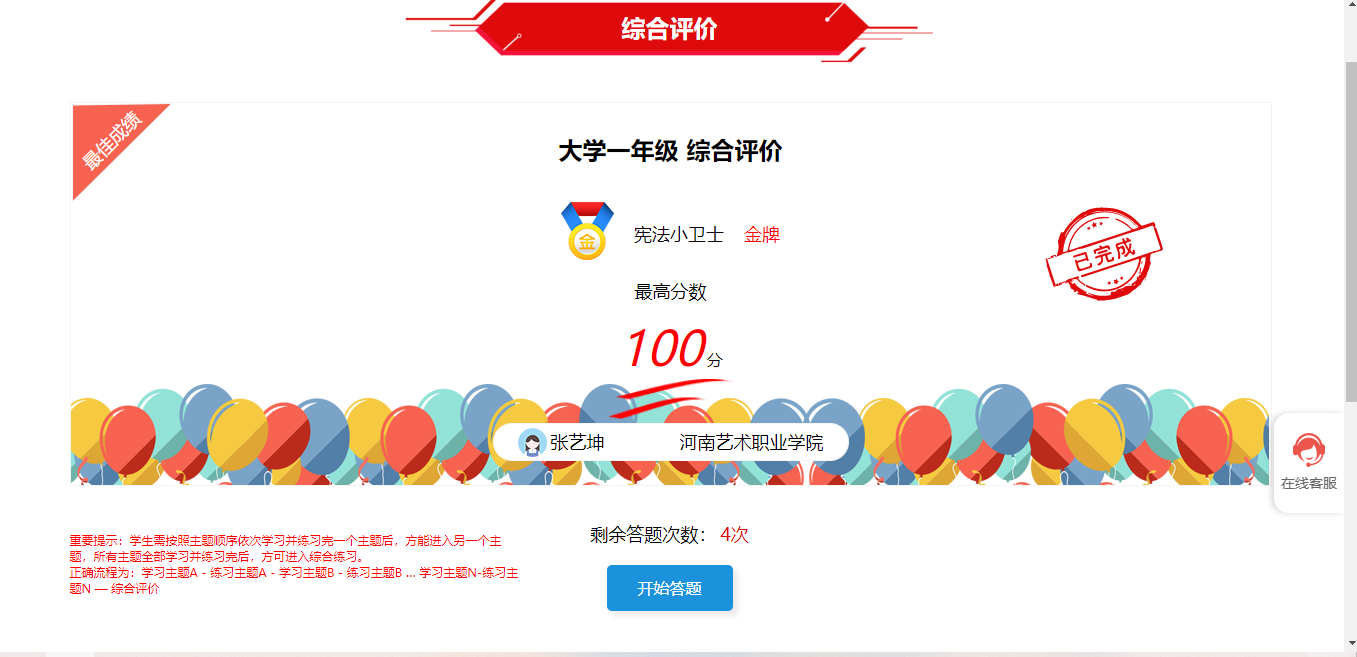 综合评价
最佳成绩
大学一年级 综合评价
金
宪法小卫士 金牌
已完成
最高分数
100分
张艺坤 河南艺术职业学院
在线客服
剩余答题次数： 4次
重要提示：学生需按照主题顺序依次学习并练习完一个主题后，方能进入另一个主
题，所有主题全部学习并练习完后，方可进入综合练习。
正确流程为：学习主题A - 练习主题A - 学习主题B - 练习主题B ... 学习主题N-练习主
题N — 综合评价
开始答题